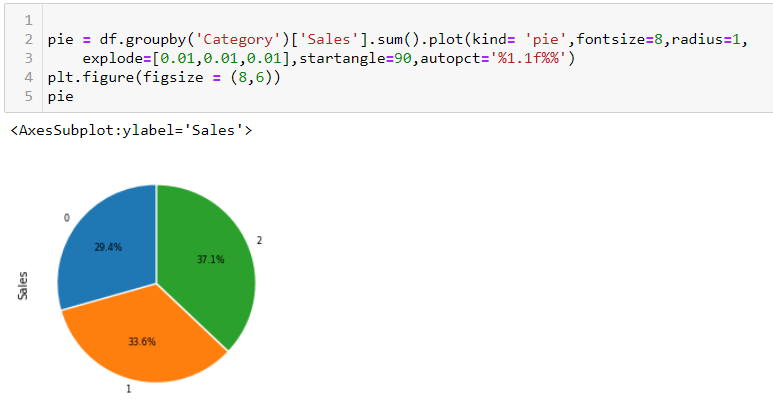 1
2 pie = df.groupby('Category')['Sales'].sum().plot(kind= 'pie',fontsize=8,radius=1,
3     explode=[0.01,0.01,0.01],startangle=90,autopct='%1.1f%%')
4 plt.figure(figsize = (8,6))
5 pie
<AxesSubplot:ylabel='Sales'>
0
2
29.4%
37.1%
Sales
33.6%
1